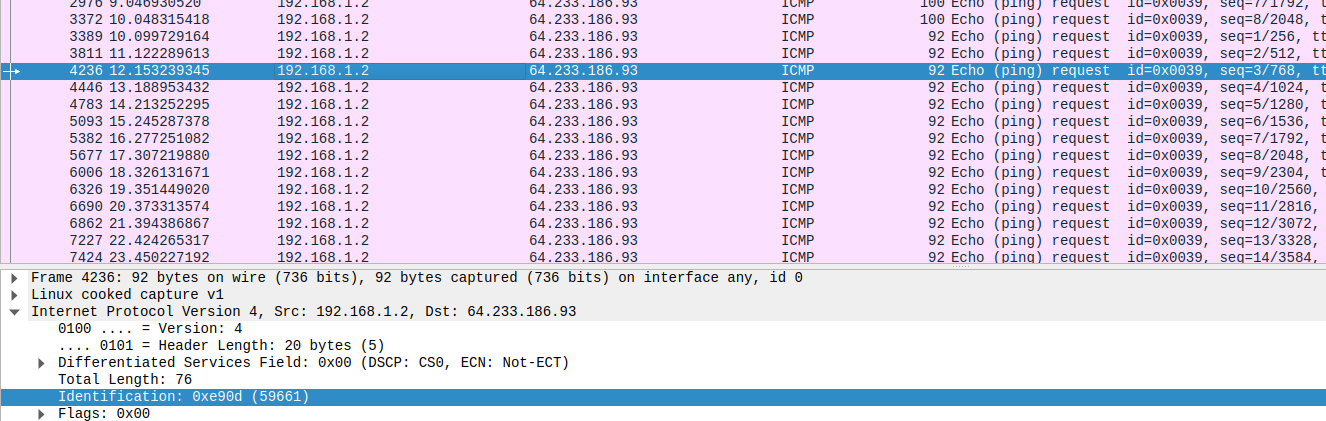 2976 9.046930520 192.168.1.2 64.233.186.93 ICMP 100 Echo (ping) request id=0x0039, seq=7/1792, tt
3372 10.048315418 192.168.1.2 64.233.186.93 ICMP 100 Echo (ping) request id=0x0039, seq=8/2048, tt
3389 10.099729164 192.168.1.2 64.233.186.93 ICMP 92 Echo (ping) request id=0x0039, seq=1/256, tt
3811 11.122289613 192.168.1.2 64.233.186.93 ICMP 92 Echo (ping) request id=0x0039, seq=2/512, tt
4236 12.153239345 192.168.1.2 64.233.186.93 ICMP 92 Echo (ping) request id=0x0039, seq=3/768, tt
4446 13.188953432 192.168.1.2 64.233.186.93 ICMP 92 Echo (ping) request id=0x0039, seq=4/1024, t
4783 14.213252295 192.168.1.2 64.233.186.93 ICMP 92 Echo (ping) request id=0x0039, seq=5/1280, t
5093 15.245287378 192.168.1.2 64.233.186.93 ICMP 92 Echo (ping) request id=0x0039, seq=6/1536, t
5382 16.277251082 192.168.1.2 64.233.186.93 ICMP 92 Echo (ping) request id=0x0039, seq=7/1792, t
5677 17.307219880 192.168.1.2 64.233.186.93 ICMP 92 Echo (ping) request id=0x0039, seq=8/2048, t
6006 18.326131671 192.168.1.2 64.233.186.93 ICMP 92 Echo (ping) request id=0x0039, seq=9/2304, t
6326 19.351449020 192.168.1.2 64.233.186.93 ICMP 92 Echo (ping) request id=0x0039, seq=10/2560,
6690 20.373313574 192.168.1.2 64.233.186.93 ICMP 92 Echo (ping) request id=0x0039, seq=11/2816,
6862 21.394386867 192.168.1.2 64.233.186.93 ICMP 92 Echo (ping) request id=0x0039, seq=12/3072,
7227 22.424265317 192.168.1.2 64.233.186.93 ICMP 92 Echo (ping) request id=0x0039, seq=13/3328,
7424 23.450227192 192.168.1.2 64.233.186.93 ICMP 92 Echo (ping) request id=0x0039, seq=14/3584,
Frame 4236: 92 bytes on wire (736 bits), 92 bytes captured (736 bits) on interface any, id 0
Linux cooked capture v1
Internet Protocol Version 4, Src: 192.168.1.2, Dst: 64.233.186.93
0100 .... = Version: 4
.... 0101 = Header Length: 20 bytes (5)
Differentiated Services Field: 0x00 (DSCP: CS0, ECN: Not-ECT)
Total Length: 76
Identification: 0xe90d (59661)
Flags: 0x00